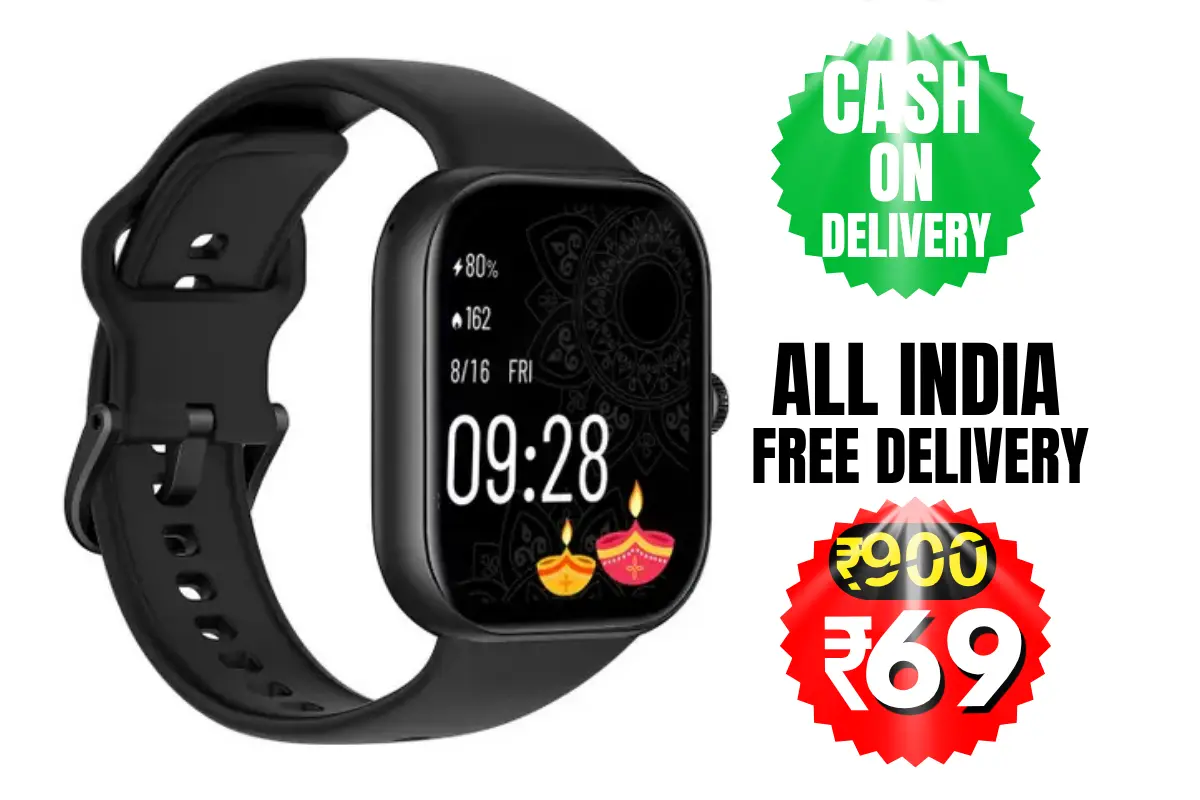 80%
162
8/16 FRI
09:28
CASH
ON
DELIVERY
ALL INDIA
FREE DELIVERY
₹900
₹69